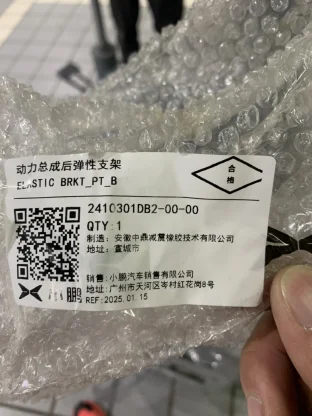 动力总成后弹性支架
ELASTIC BRKT_PT_B
合
格
2410301DB2-00-00
QTY:1
制造:安徽中鼎减震橡胶技术有限公司
地址:宣城市
小鹏
销售:小鹏汽车销售有限公司
地址:广州市天河区岑村红花岗8号
REF:2025.01.15